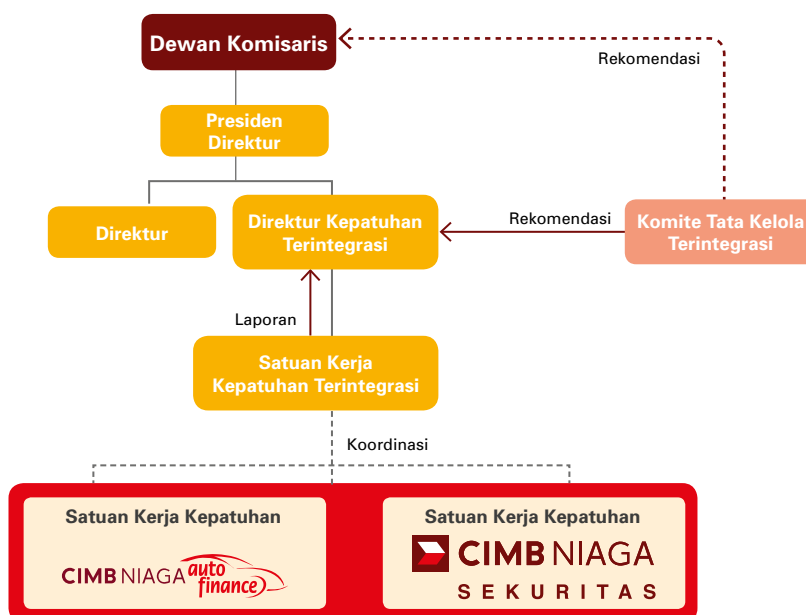 Dewan Komisaris
Rekomendasi
Presiden
Direktur
Direktur
Direktur Kepatuhan
Terintegrasi
Rekomendasi
Komite Tata Kelola
Terintegrasi
Laporan
Satuan Kerja
Kepatuhan Terintegrasi
Koordinasi
Satuan Kerja Kepatuhan
CIMB NIAGA auto
finance
Satuan Kerja Kepatuhan
CIMB NIAGA
SEKURITAS